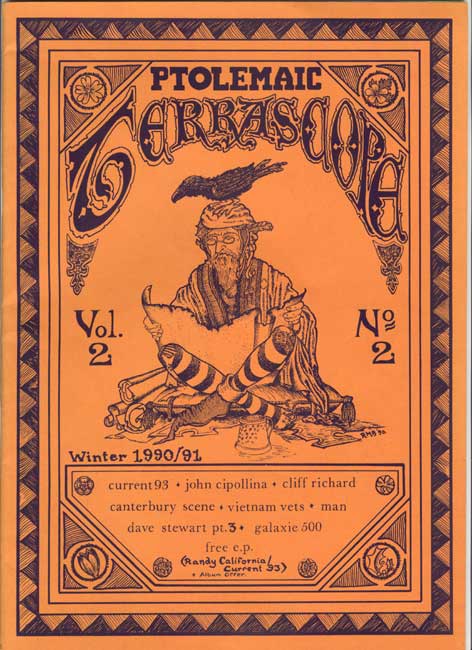 PTOLEMAIC
TERRASCOPE
Vol. 2
Nº 2
RMB 90
Winter 1990/91
current93 • john cipollina • cliff richard
canterbury scene • vietnam vets • man
dave stewart pt.3 • galaxie 500
free e.p.
(Randy California/
Current 93)
+ Album Offer.